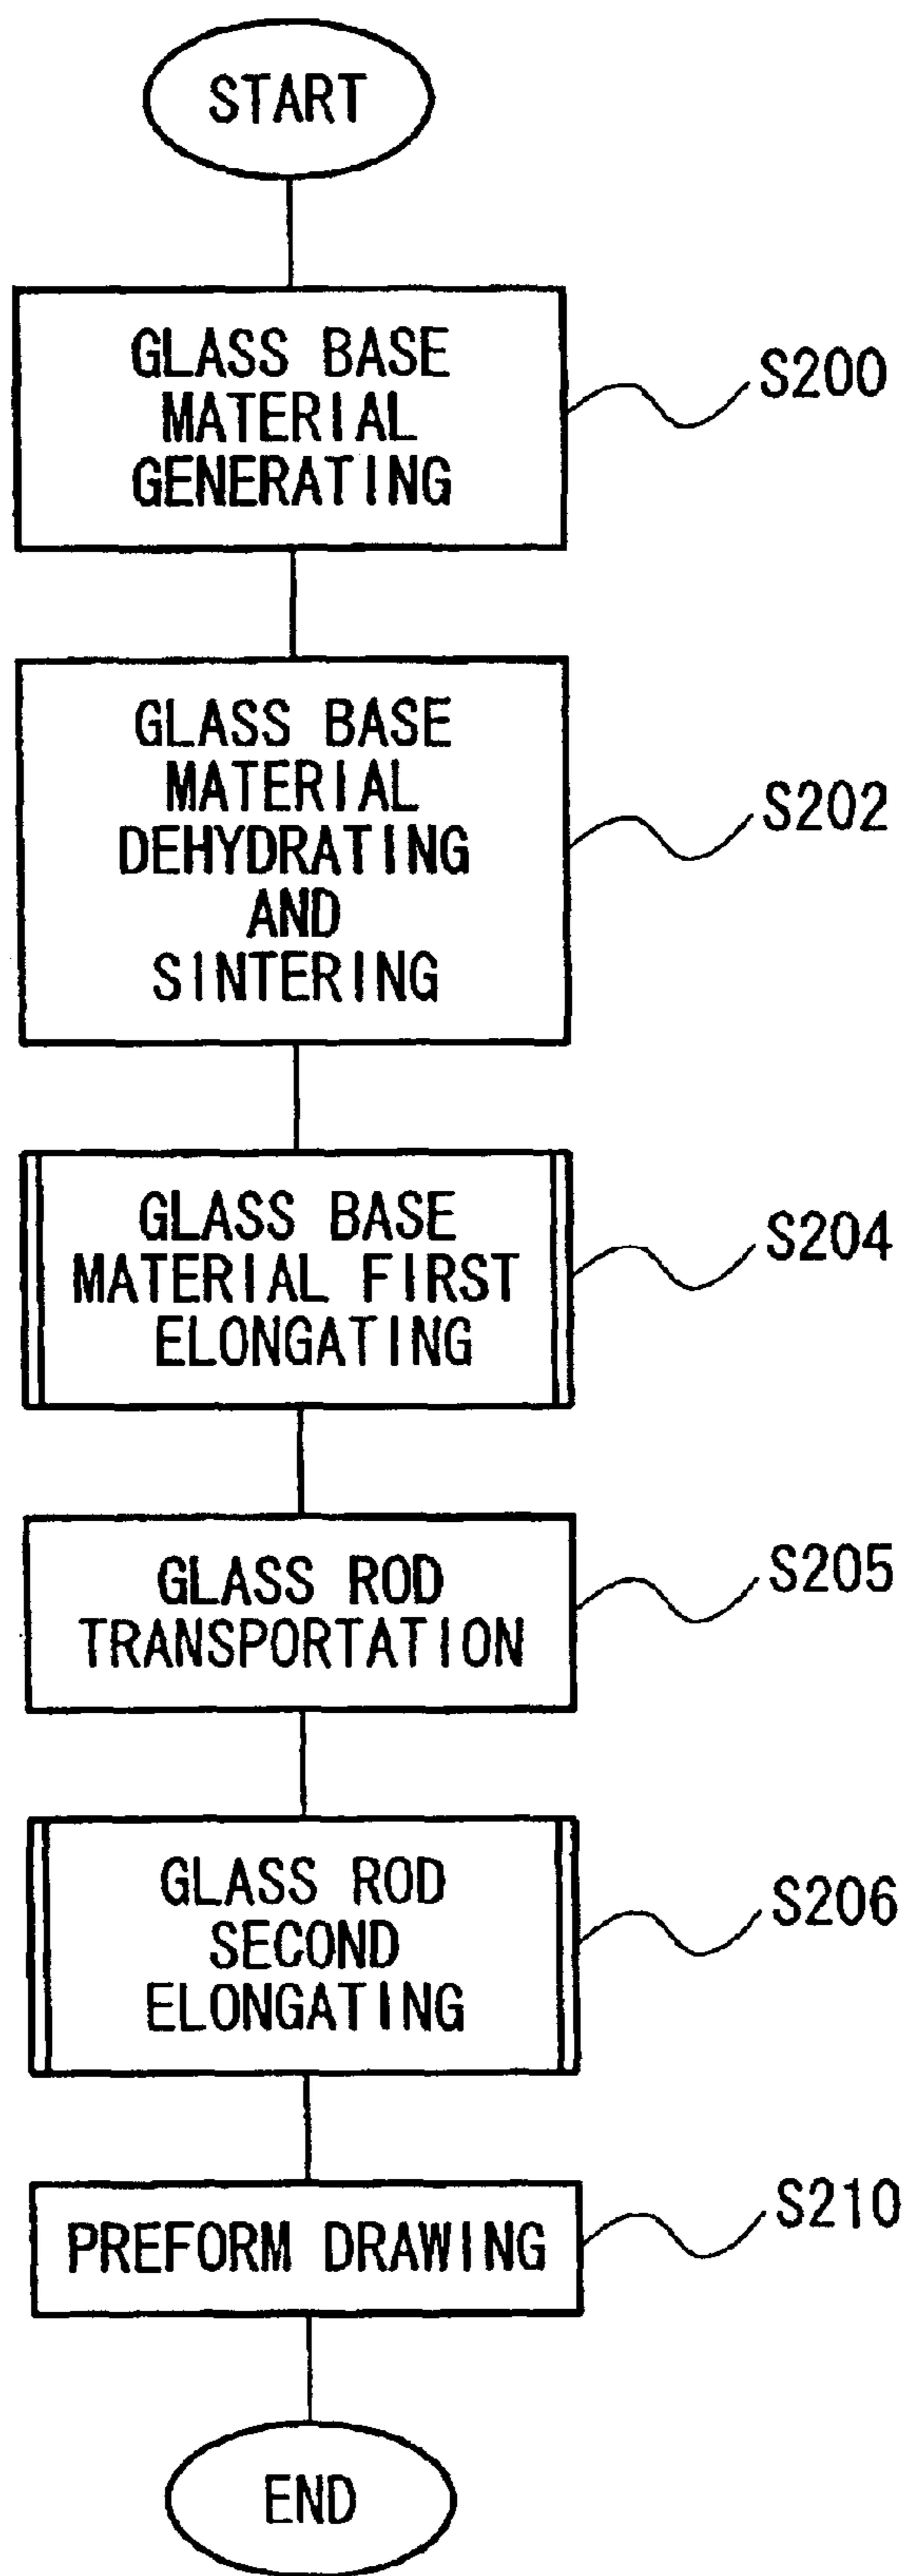 START
GLASS BASE
MATERIAL
GENERATING
S200
GLASS BASE
MATERIAL
DEHYDRATING
AND
SINTERING
S202
GLASS BASE
MATERIAL FIRST
ELONGATING
S204
GLASS ROD
TRANSPORTATION
S205
GLASS ROD
SECOND
ELONGATING
S206
PREFORM DRAWING
S210
END